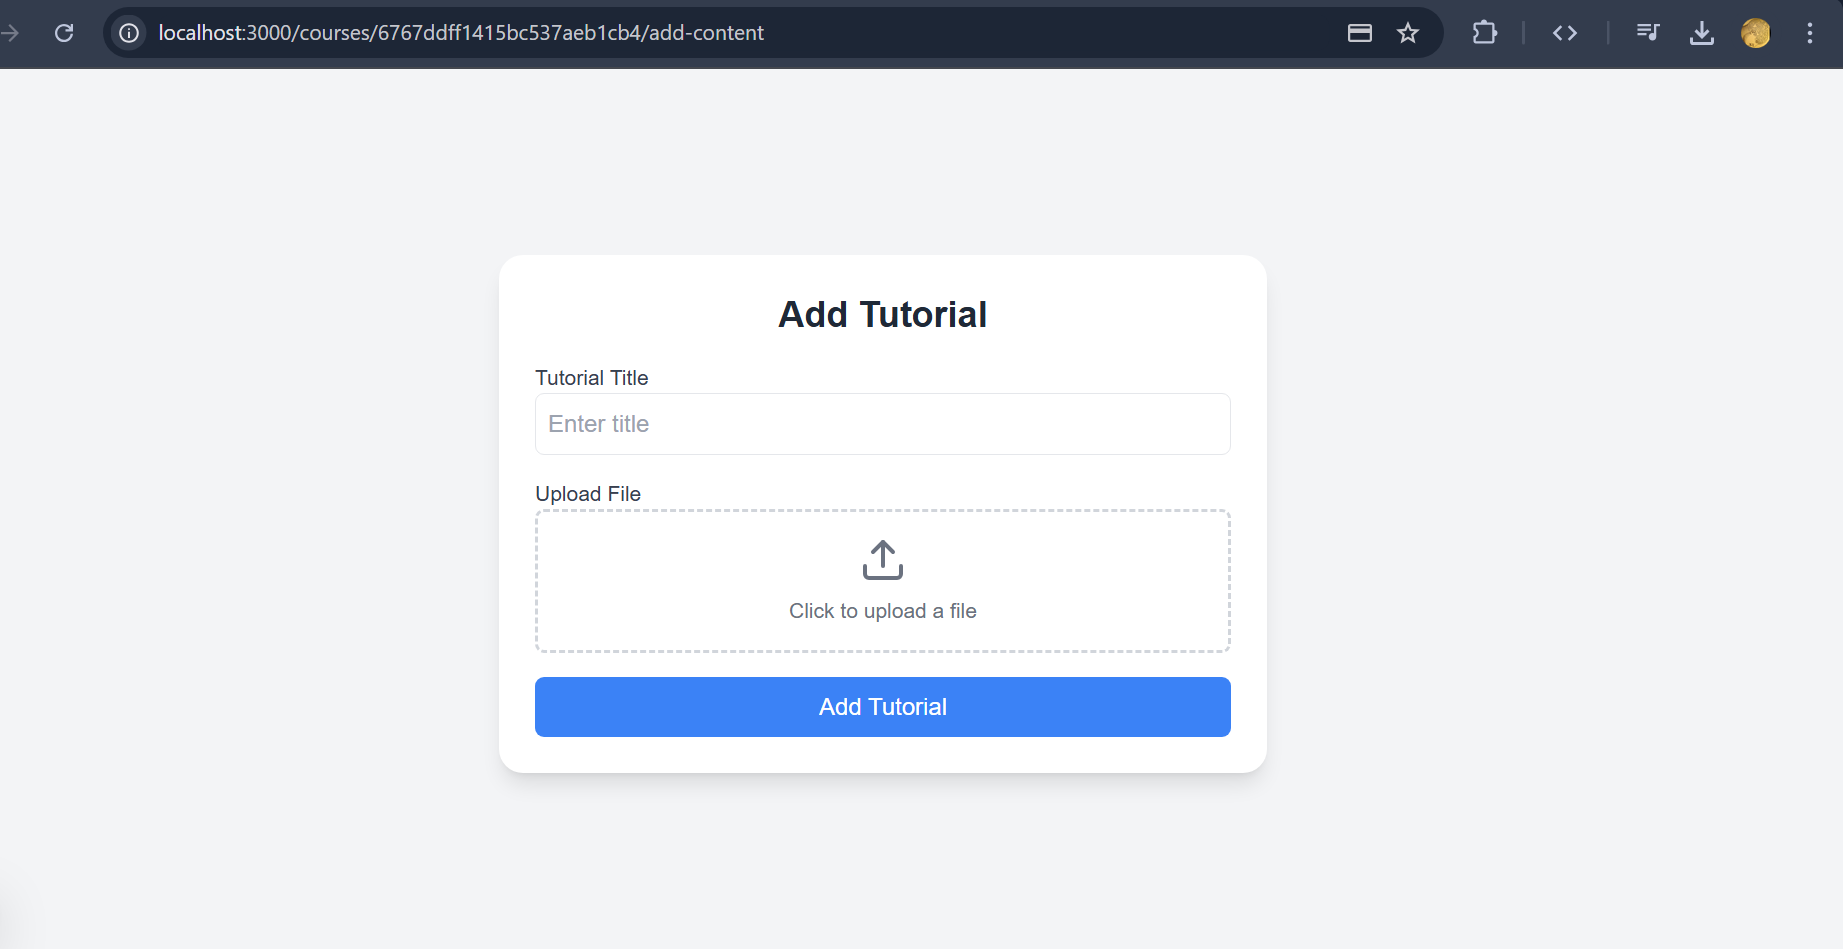 localhost:3000/courses/6767ddff1415bc537aeb1cb4/add-content
Add Tutorial
Tutorial Title
Enter title
Upload File
Click to upload a file
Add Tutorial